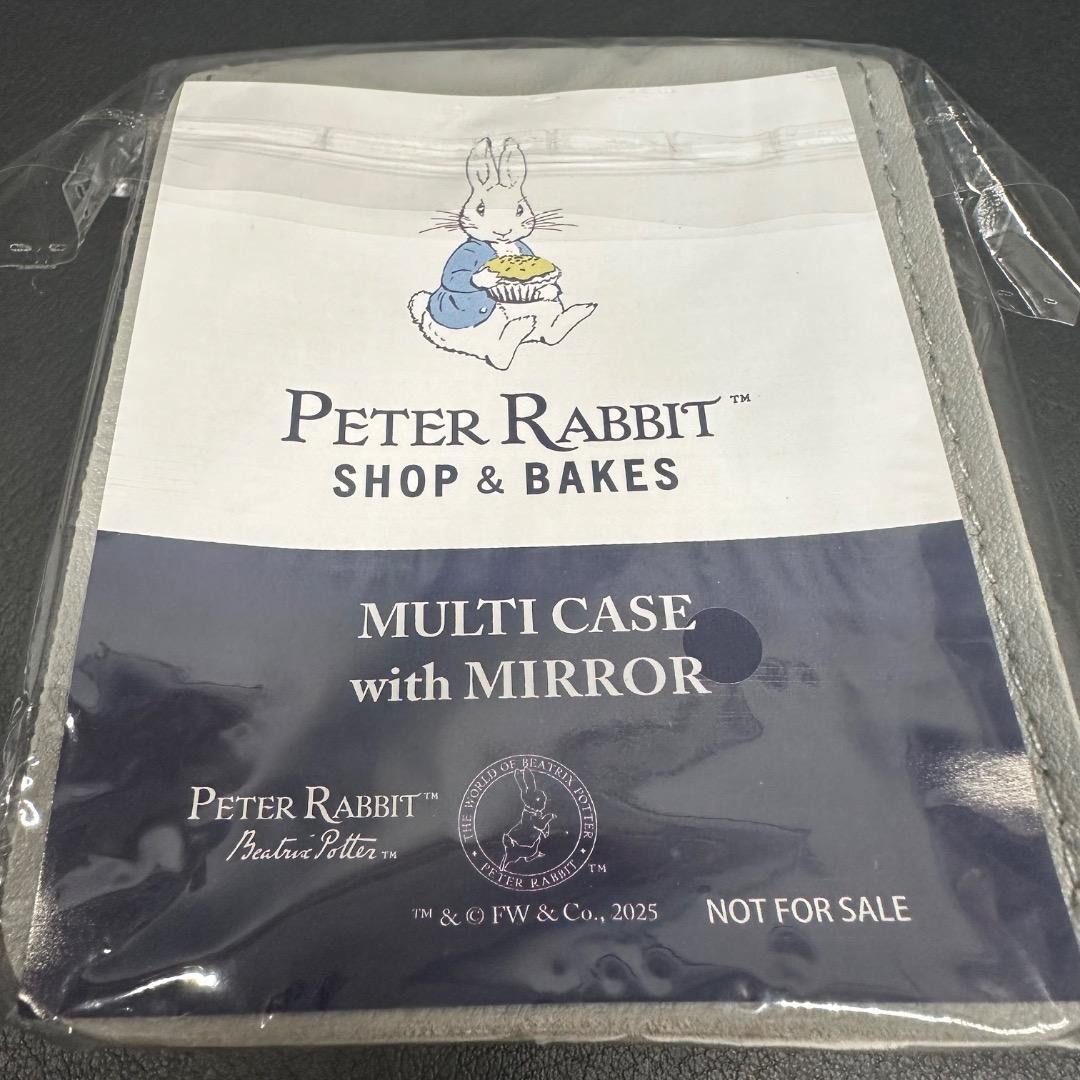 PETER RABBIT™
SHOP & BAKES
MULTI CASE
with MIRROR
PETER RABBIT™
Beatrix Potter™
THE WORLD OF BEATRIX POTTER
• PETER RABBIT •
™
™ & © FW & Co., 2025
NOT FOR SALE